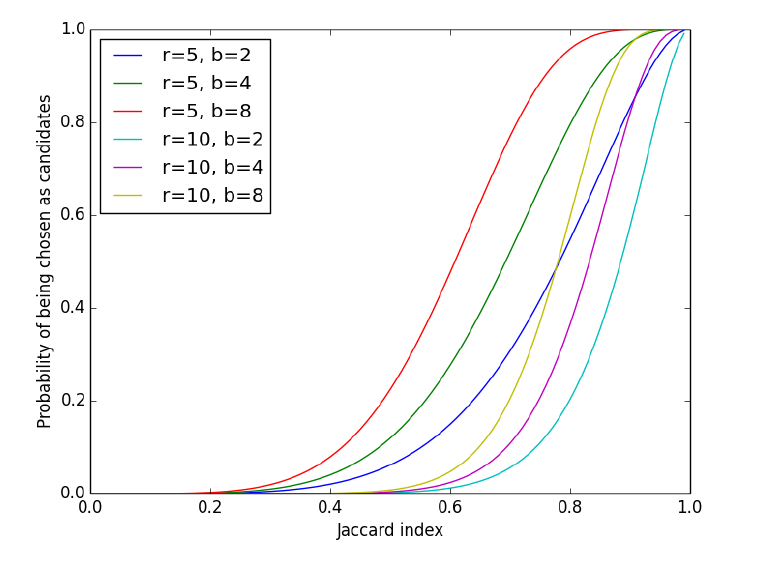 1.0
0.8
0.6
0.4
0.2
0.0
Probability of being chosen as candidates
r=5, b=2
r=5, b=4
r=5, b=8
r=10, b=2
r=10, b=4
r=10, b=8
0.0 0.2 0.4 0.6 0.8 1.0
Jaccard index